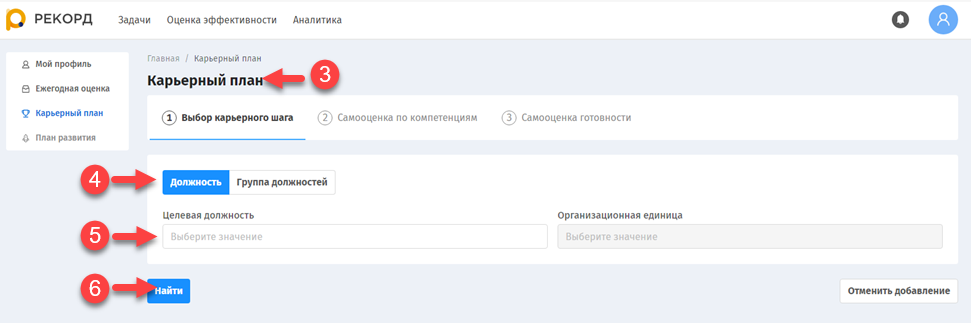 РЕКОРД Задачи Оценка эффективности Аналитика
Мой профиль
Ежегодная оценка
Карьерный план
План развития
Главная / Карьерный план
Карьерный план 3
1 Выбор карьерного шага 2 Самооценка по компетенциям 3 Самооценка готовности
4 Должность Группа должностей
Целевая должность Организационная единица
5 Выберите значение Выберите значение
6 Найти Отменить добавление